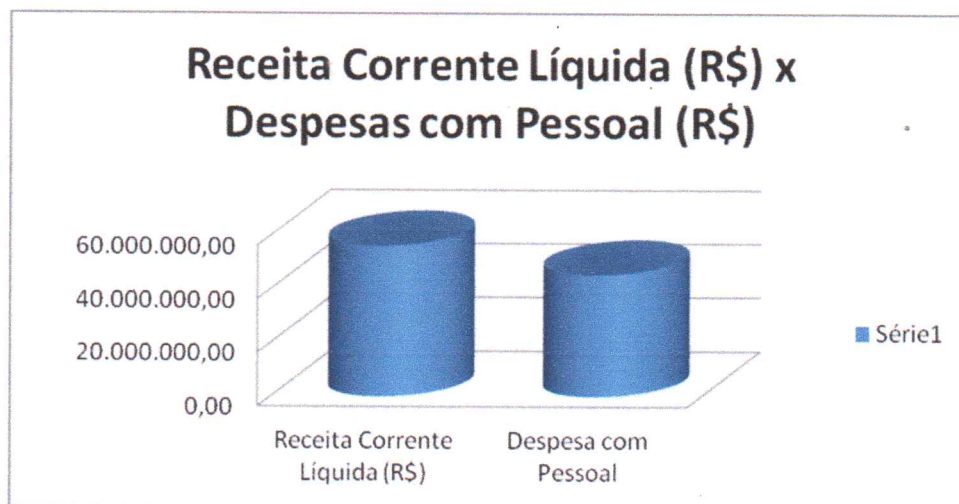 Receita Corrente Líquida (R$) x
Despesas com Pessoal (R$)
60.000.000,00
40.000.000,00
20.000.000,00
0,00
Receita Corrente
Líquida (R$)
Despesa com
Pessoal
Série1